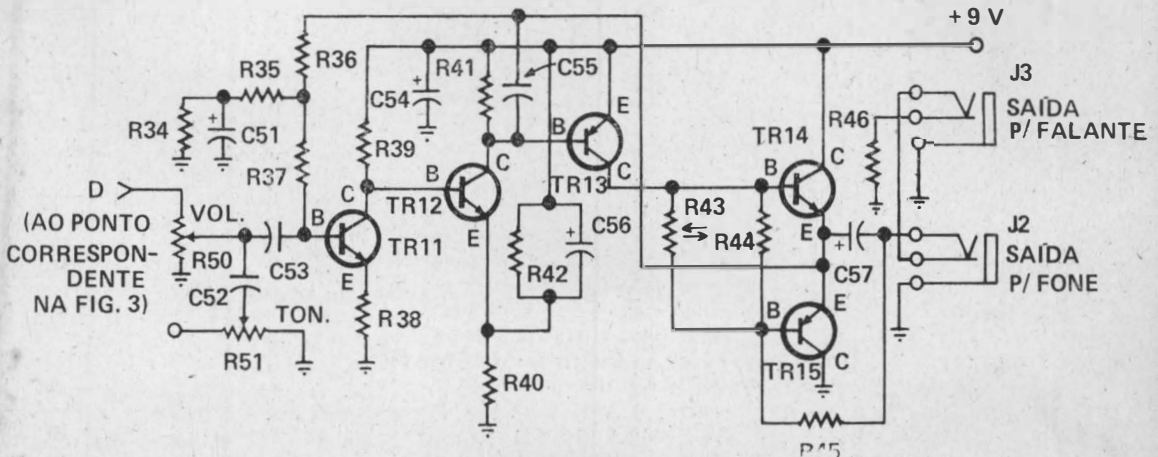 + 9 V
R36
R35
R34
C51
R37
R41
C54
C55
R39
TR13
E
B
C
TR12
B
C
E
TR11
B
C
E
D
(AO PONTO
CORRESPON-
DENTE
NA FIG. 3)
VOL.
R50
C53
C52
TON.
R51
R38
R42
C56
R40
R43
R44
TR14
B
C
E
R46
C57
TR15
B
E
C
J3
SAÍDA
P/ FALANTE
J2
SAÍDA
P/ FONE